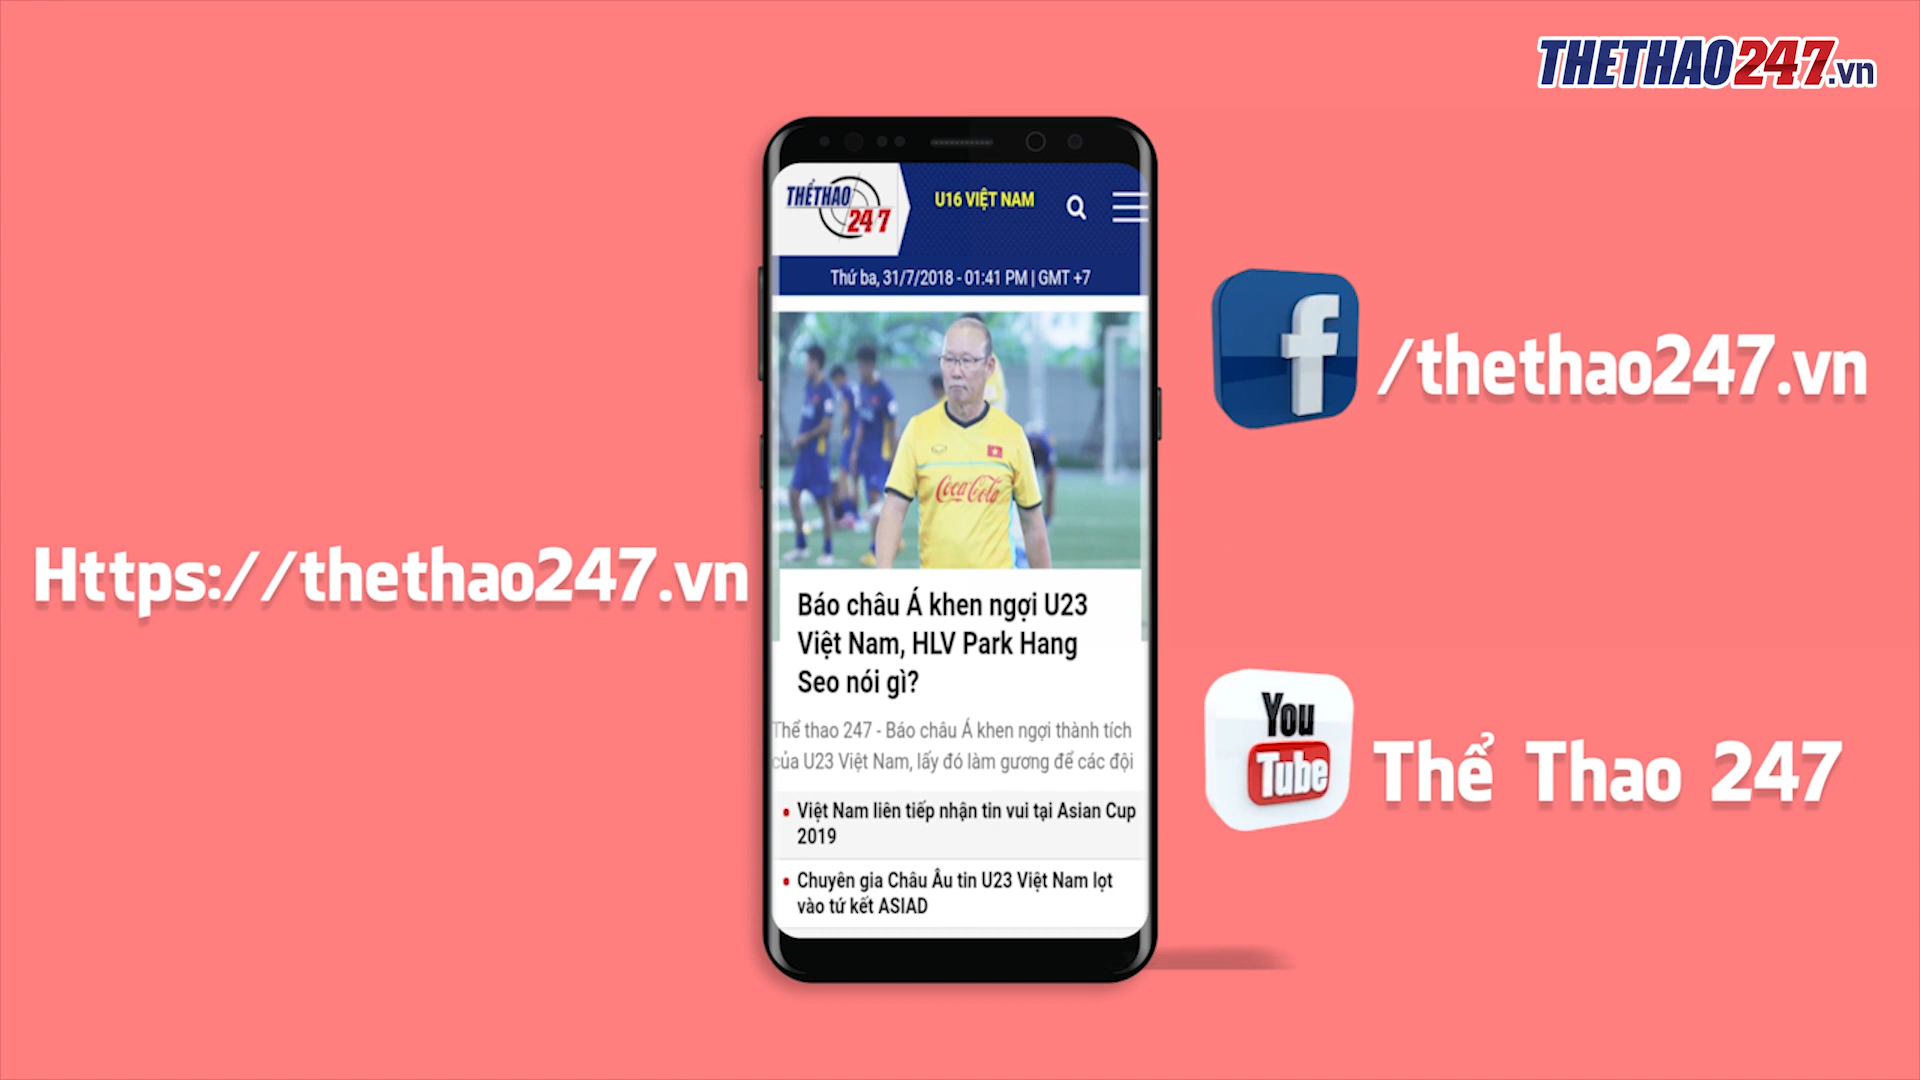 THETHAO247.vn
THỂTHAO
247
U16 VIỆT NAM
Thứ ba, 31/7/2018 - 01:41 PM | GMT +7
Coca-Cola
Báo châu Á khen ngợi U23
Việt Nam, HLV Park Hang
Seo nói gì?
Thể thao 247 - Báo châu Á khen ngợi thành tích
của U23 Việt Nam, lấy đó làm gương để các đội
Việt Nam liên tiếp nhận tin vui tại Asian Cup
2019
Chuyên gia Châu Âu tin U23 Việt Nam lọt
vào tứ kết ASIAD
Https://thethao247.vn
f
/thethao247.vn
You
Tube
Thể Thao 247